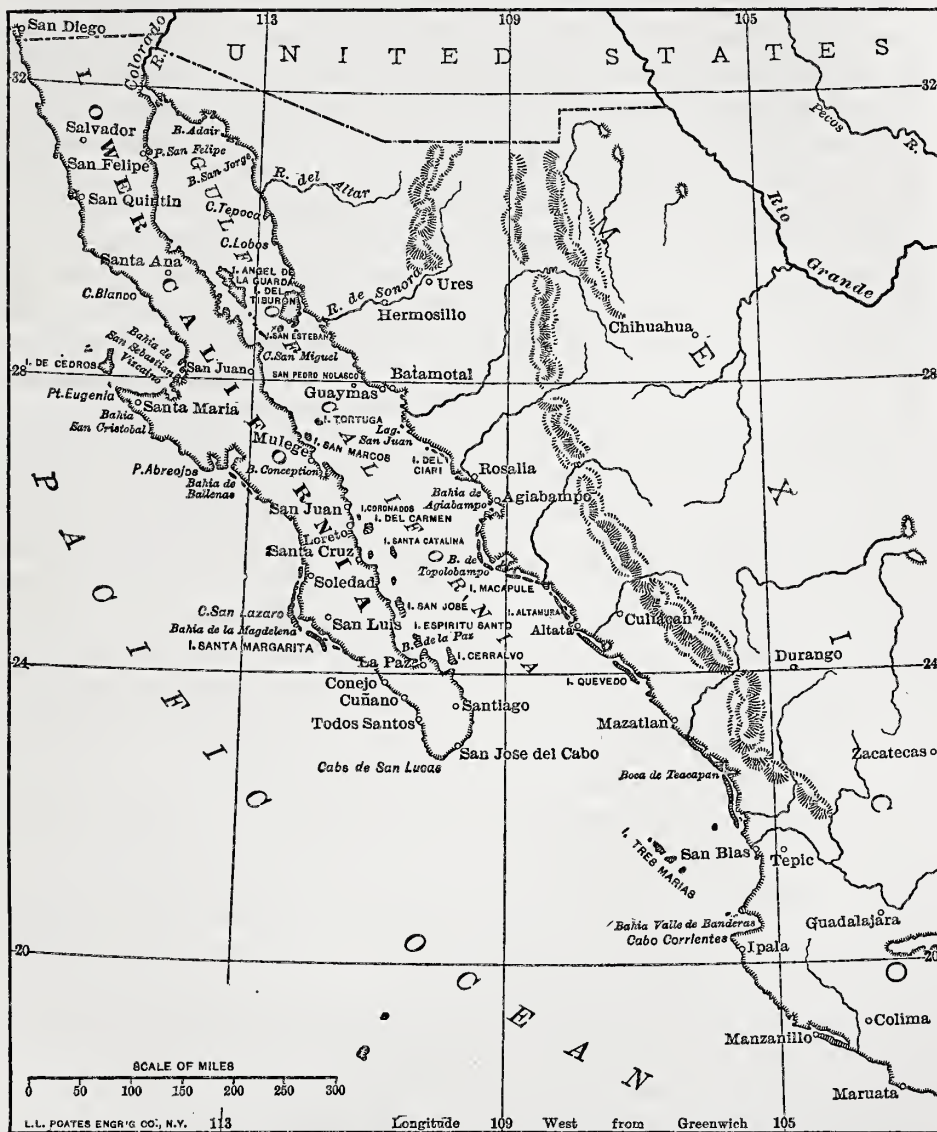 113 109 105
San Diego
UNITED STATES
Colorado R.
32 32
Pecos R.
LOWER CALIFORNIA
GULF OF CALIFORNIA
MEXICO
PACIFIC OCEAN
B. Adair
Salvador
P. San Felipe
San Felipe
B. San Jorge
R. del Altar
San Quintin
C. Tepoca
Rio Grande
C. Lobos
Santa Ana
I. ANGEL DE
LA GUARDA
I. DEL
TIBURON
R. de Sonora
Ures
C. Blanco
Hermosillo
I. SAN ESTEBAN
Chihuahua
Bahia de
San Sebastian
Vizcaino
C. San Miguel
I. DE CEDROS
San Juan
SAN PEDRO NOLASCO
28 28
Batamotal
Guaymas
Pt. Eugenia
Santa Maria
I. TORTUGA
Bahia
San Cristobal
Lag.
San Juan
Mulege
I. SAN MARCOS
I. DEL
CIARI
P. Abreojos
B. Conception
Rosalia
Bahia de
Ballenas
Bahia de
Agiabampo
Agiabampo
San Juan
I. CORONADOS
I. DEL CARMEN
Loreto
I. SANTA CATALINA
Santa Cruz
B. de
Topolobampo
Soledad
I. MACAPULE
I. SAN JOSÉ
I. ALTAMURA
C. San Lazaro
San Luis
I. ESPIRITU SANTO
Culiacan
Altata
Bahia de la Magdelena
B. de la Paz
I. SANTA MARGARITA
I. CERRALVO
Durango
24 24
La Paz
Conejo
I. QUEVEDO
Cuñano
Santiago
Todos Santos
Mazatlan
San Jose del Cabo
Zacatecas
Cabs de San Lucas
Boca de Teacapan
I. TRES MARIAS
San Blas
Tepic
Bahia Valle de Banderas
Guadalajara
Cabo Corrientes
Ipala
20 20
Colima
Manzanillo
SCALE OF MILES
0 50 100 150 200 250 300
Maruata
L.L. POATES ENGR'G CO., N.Y. 113 Longitude 109 West from Greenwich 105